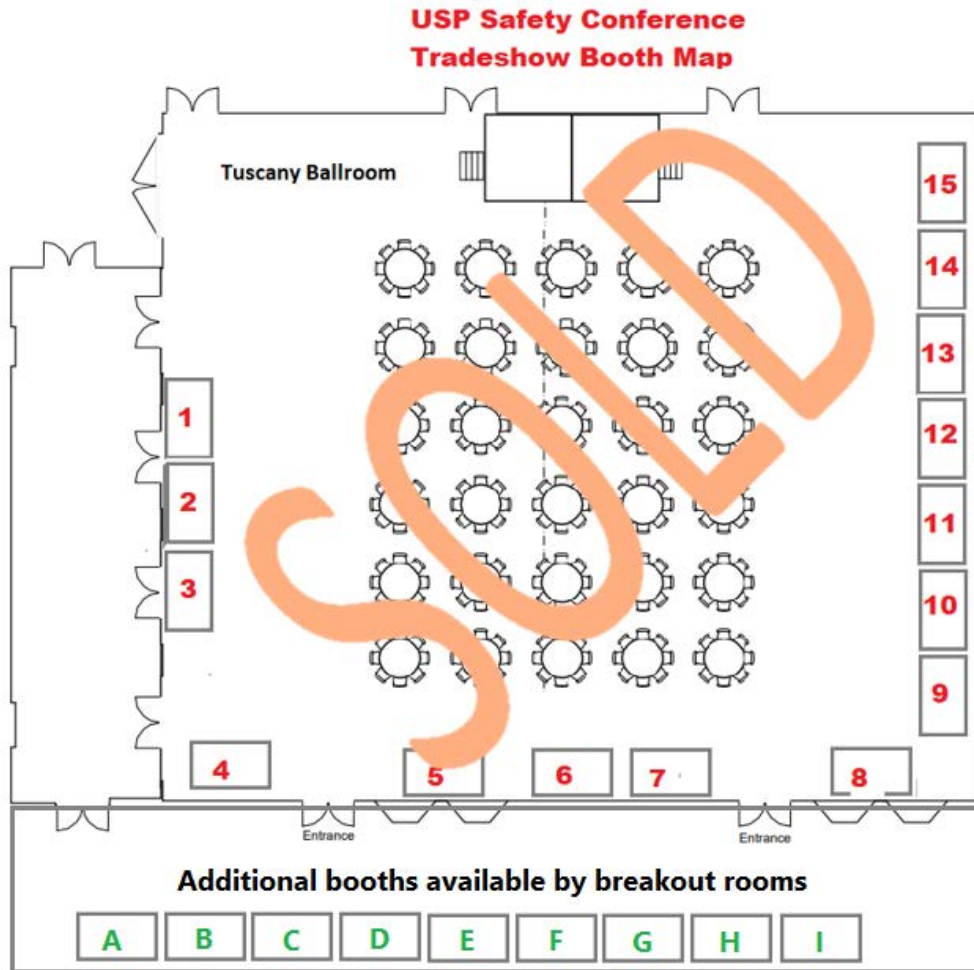 USP Safety Conference
Tradeshow Booth Map
Tuscany Ballroom
SOLD
15
14
13
12
11
10
9
1
2
3
4 5 6 7 8
Entrance Entrance
Additional booths available by breakout rooms
A B C D E F G H I